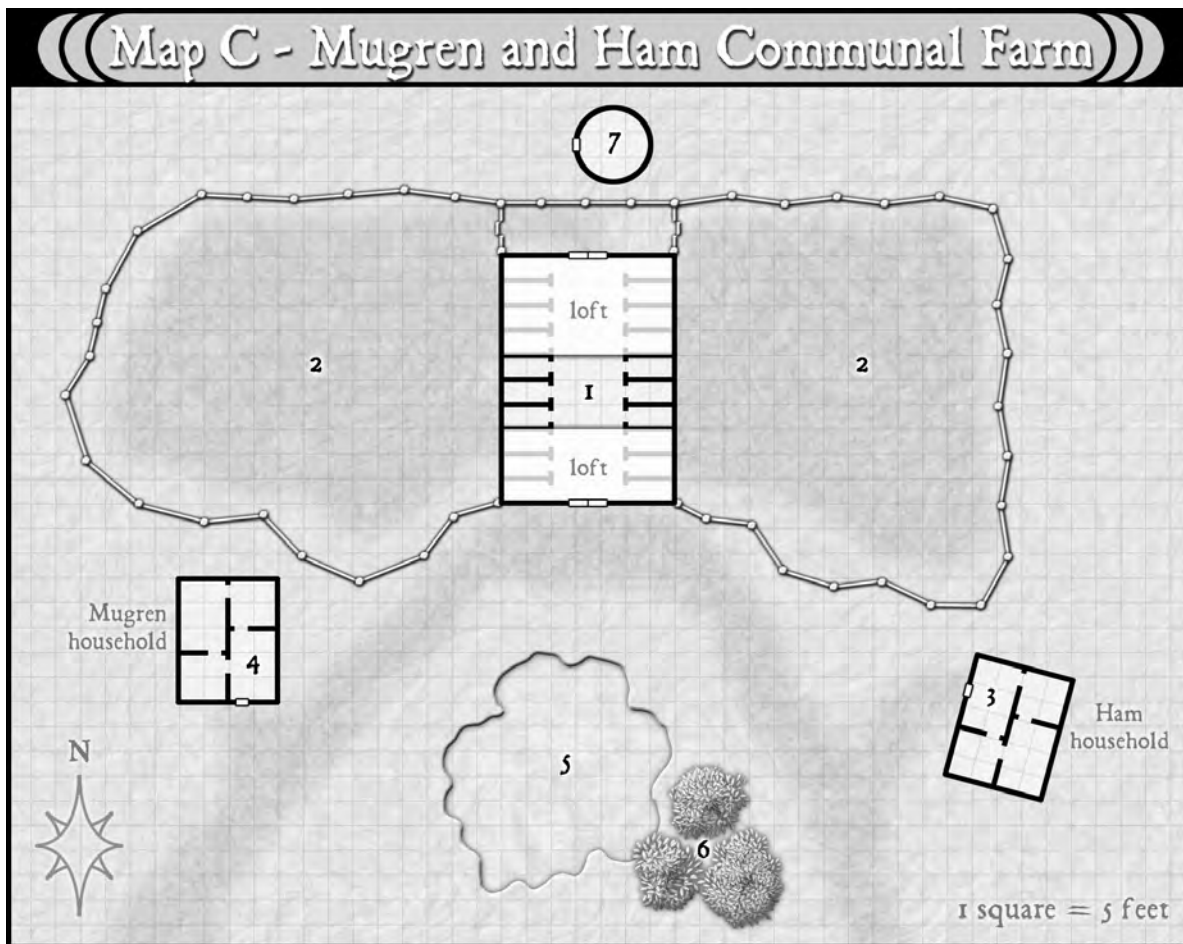 Map C - Mugren and Ham Communal Farm
7
loft
2
2
1
loft
Mugren
household
4
3
Ham
household
N
5
6
1 square = 5 feet